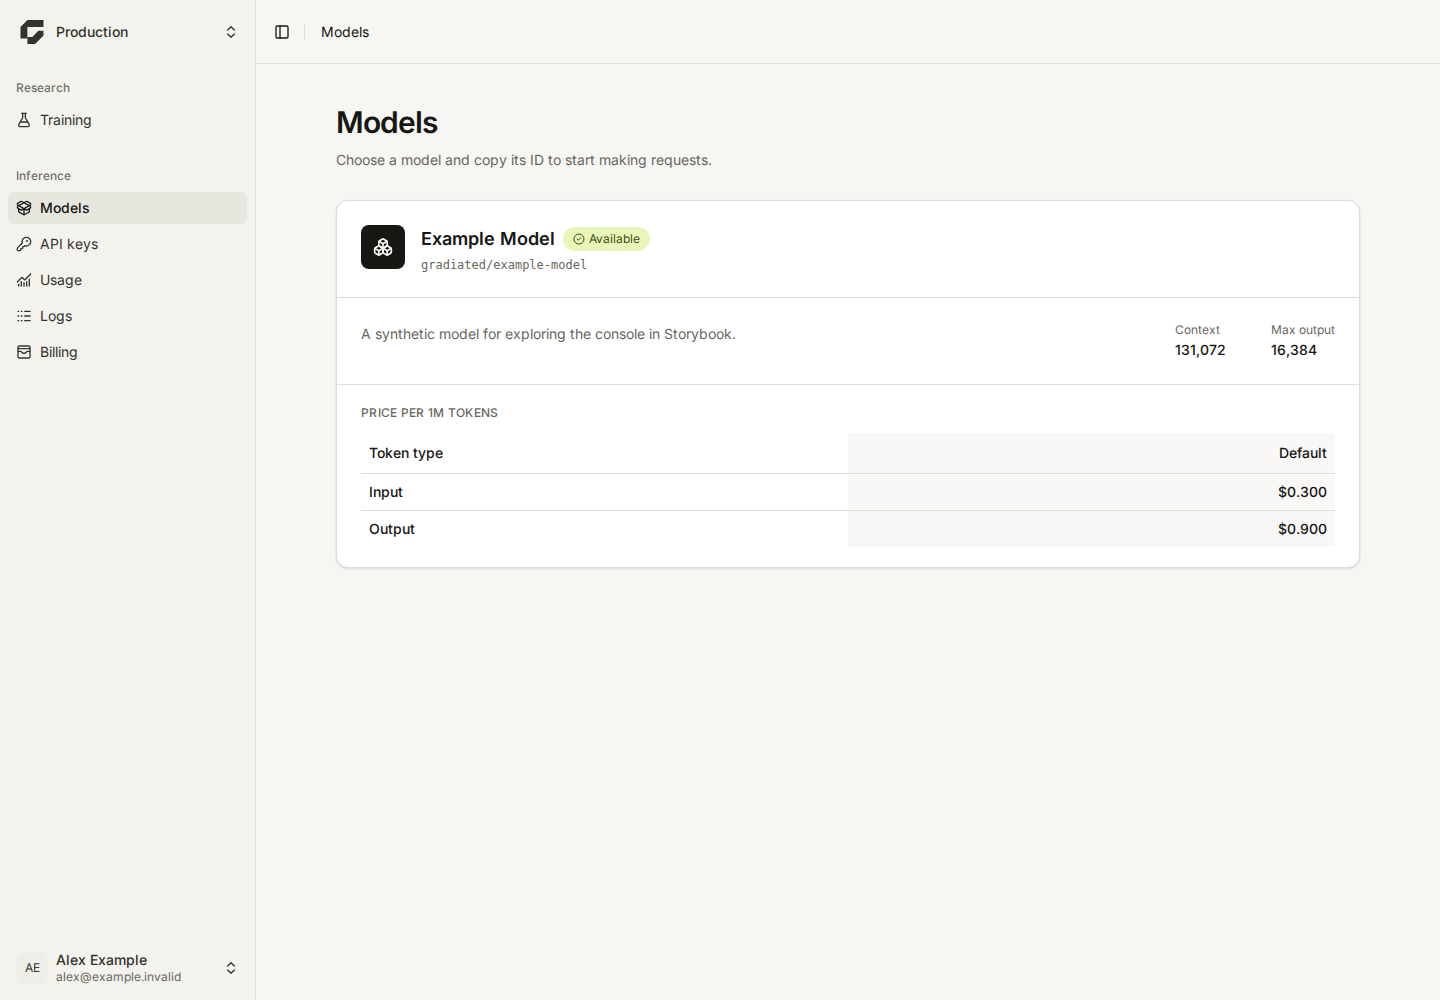 Production
Research
Training
Inference
Models
API keys
Usage
Logs
Billing
AE
Alex Example
alex@example.invalid
Models
Models
Choose a model and copy its ID to start making requests.
Example Model
Available
gradiated/example-model
A synthetic model for exploring the console in Storybook.
Context
131,072
Max output
16,384
PRICE PER 1M TOKENS
Token type Default
Input $0.300
Output $0.900